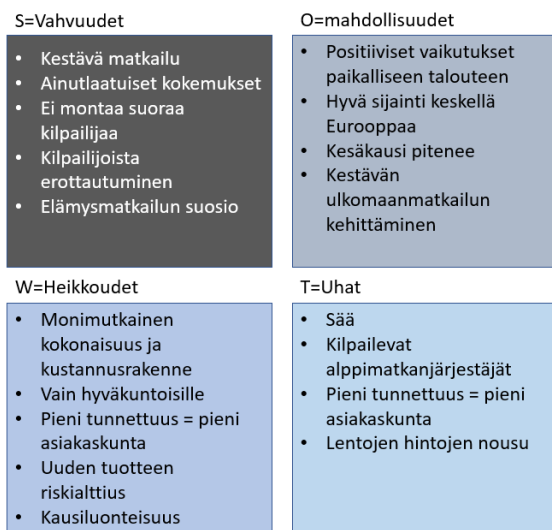 S=Vahvuudet
• Kestävä matkailu
• Ainutlaatuiset kokemukset
• Ei montaa suoraa
kilpailijaa
• Kilpailijoista
erottautuminen
• Elämysmatkailun suosio
O=mahdollisuudet
• Positiiviset vaikutukset
paikalliseen talouteen
• Hyvä sijainti keskellä
Eurooppaa
• Kesäkausi pitenee
• Kestävän
ulkomaanmatkailun
kehittäminen
W=Heikkoudet
• Monimutkainen
kokonaisuus ja
kustannusrakenne
• Vain hyväkuntoisille
• Pieni tunnettuus = pieni
asiakaskunta
• Uuden tuotteen
riskialttius
• Kausiluonteisuus
T=Uhat
• Sää
• Kilpailevat
alppimatkanjärjestäjät
• Pieni tunnettuus = pieni
asiakaskunta
• Lentojen hintojen nousu